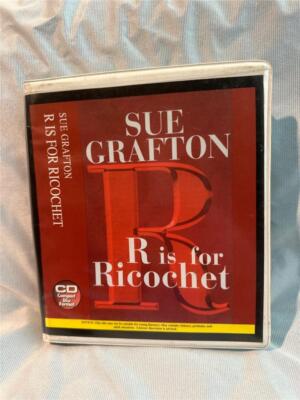 SUE GRAFTON
R IS FOR RICOCHET
SUE
GRAFTON
R
R is for
Ricochet
CD
Compact
Disc
Format